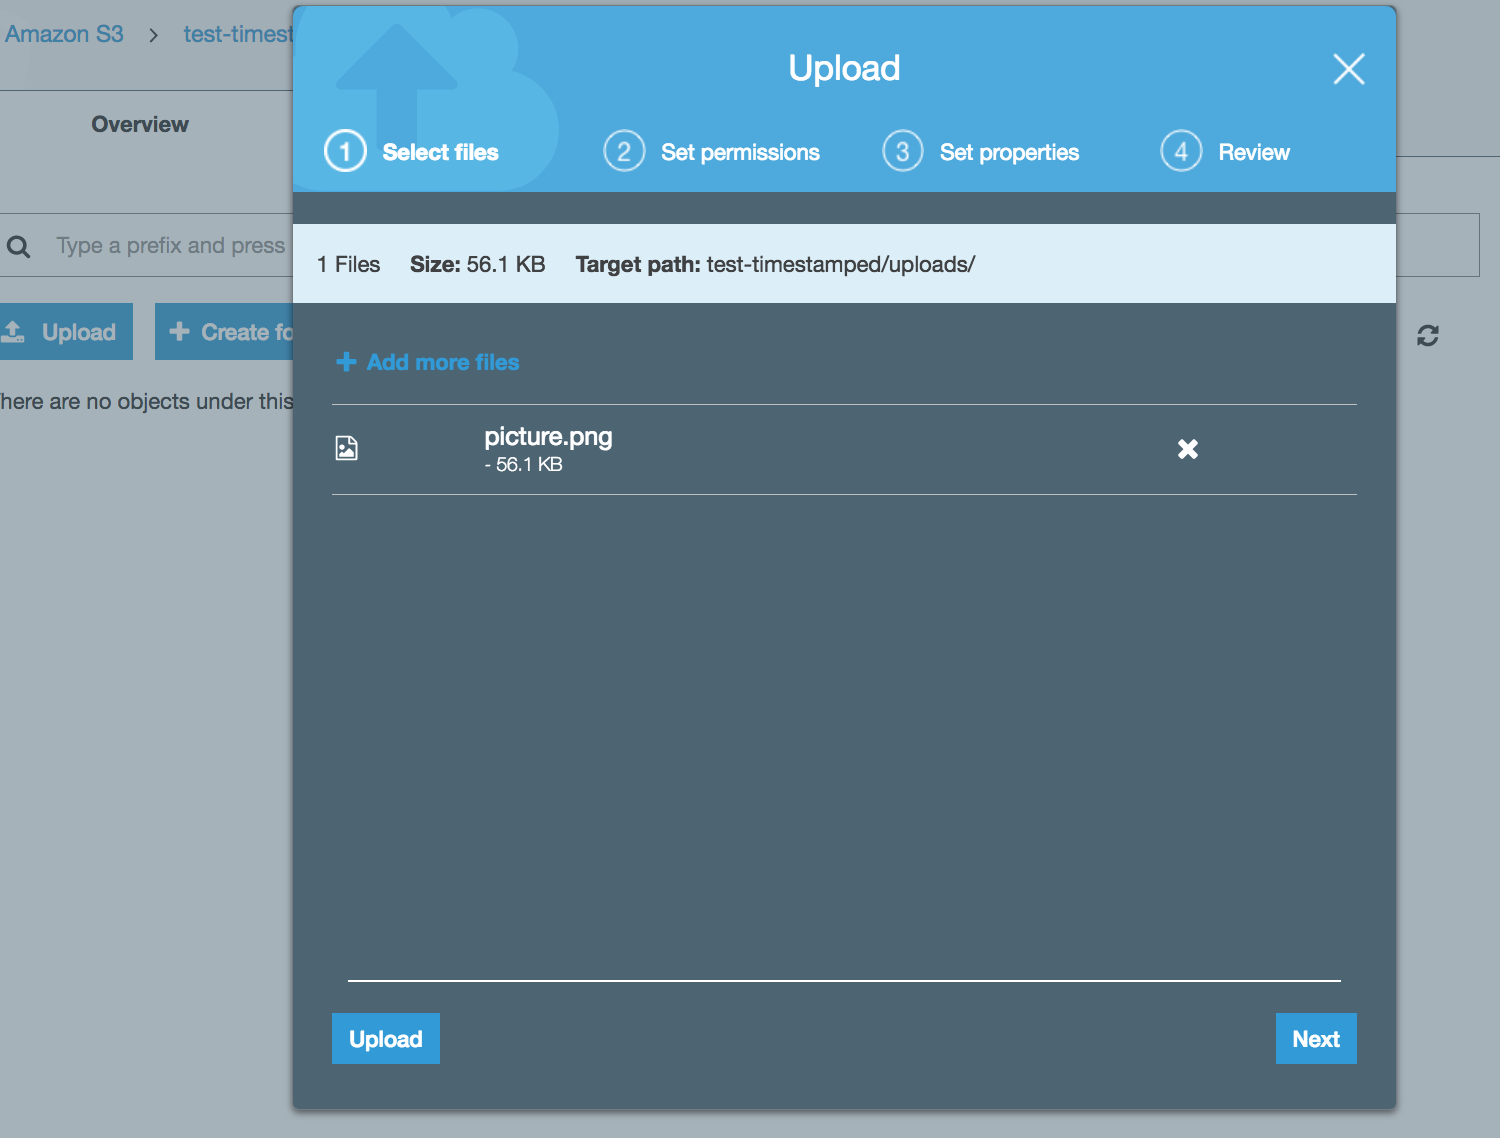 Amazon S3 > test-timest
Overview
Type a prefix and press
Upload
Create fo
here are no objects under this
Upload
1 Select files
2 Set permissions
3 Set properties
4 Review
1 Files Size: 56.1 KB Target path: test-timestamped/uploads/
Add more files
picture.png
- 56.1 KB
Upload
Next